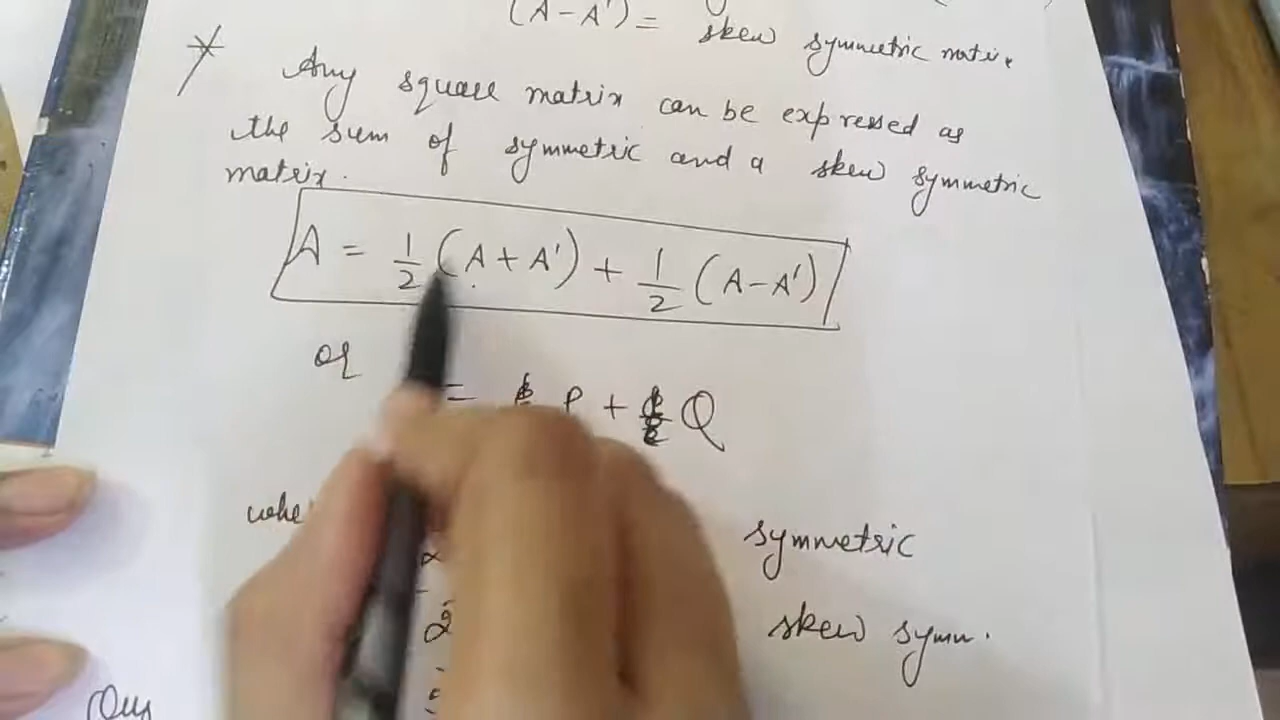 (A-A') = skew symmetric matrix
Any square matrix can be expressed as
the sum of symmetric and a skew symmetric
matrix.
A = 1/2 (A+A') + 1/2 (A-A')
or
= P + Q
symmetric
skew symm.
Ques